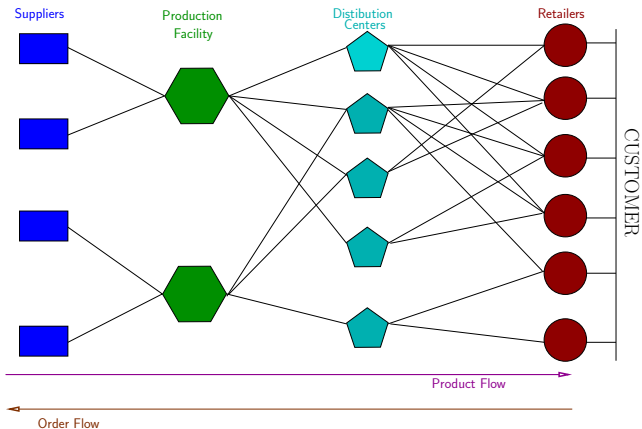 Suppliers
Production
Facility
Distibution
Centers
Retailers
CUSTOMER
Product Flow
Order Flow